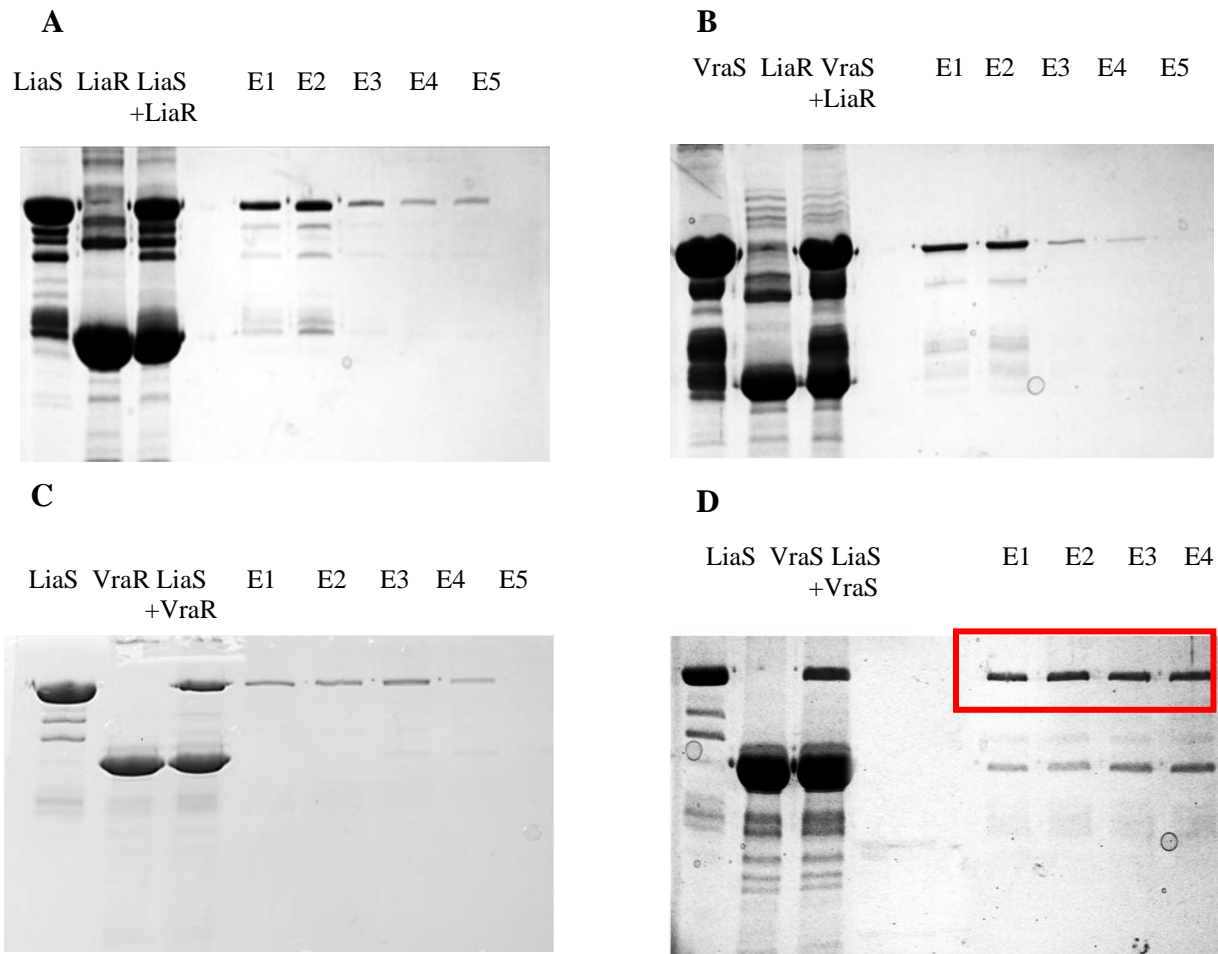 A
LiaS LiaR LiaS E1 E2 E3 E4 E5
+LiaR
B
VraS LiaR VraS E1 E2 E3 E4 E5
+LiaR
C
LiaS VraR LiaS E1 E2 E3 E4 E5
+VraR
D
LiaS VraS LiaS E1 E2 E3 E4
+VraS